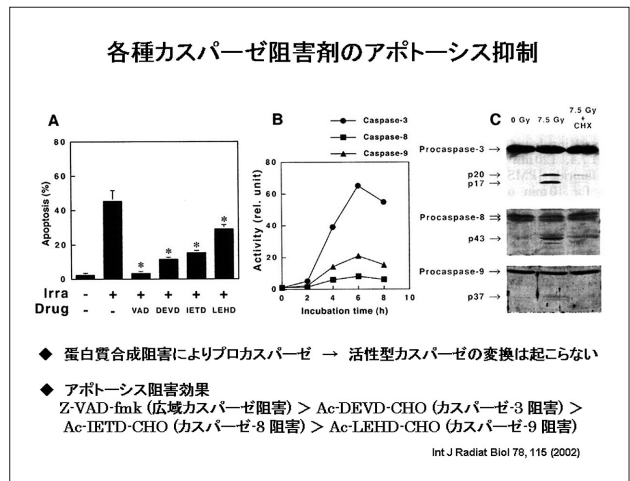 各種カスパーゼ阻害剤のアポトーシス抑制
A
Apoptosis (%)
80
60
40
20
0
Irra - + + + + +
Drug - - VAD DEVD IETD LEHD
* * * *
B
Caspase-3
Caspase-8
Caspase-9
Activity (rel. unit)
80
60
40
20
0
0 2 4 6 8 10
Incubation time (h)
C
0 Gy 7.5 Gy 7.5 Gy + CHX
Procaspase-3 →
p20 →
p17 →
Procaspase-8 →
p43 →
Procaspase-9 →
p37 →
◆ 蛋白質合成阻害によりプロカスパーゼ → 活性型カスパーゼの変換は起こらない
◆ アポトーシス阻害効果
Z-VAD-fmk (広域カスパーゼ阻害) > Ac-DEVD-CHO (カスパーゼ-3 阻害) >
Ac-IETD-CHO (カスパーゼ-8 阻害) > Ac-LEHD-CHO (カスパーゼ-9 阻害)
Int J Radiat Biol 78, 115 (2002)